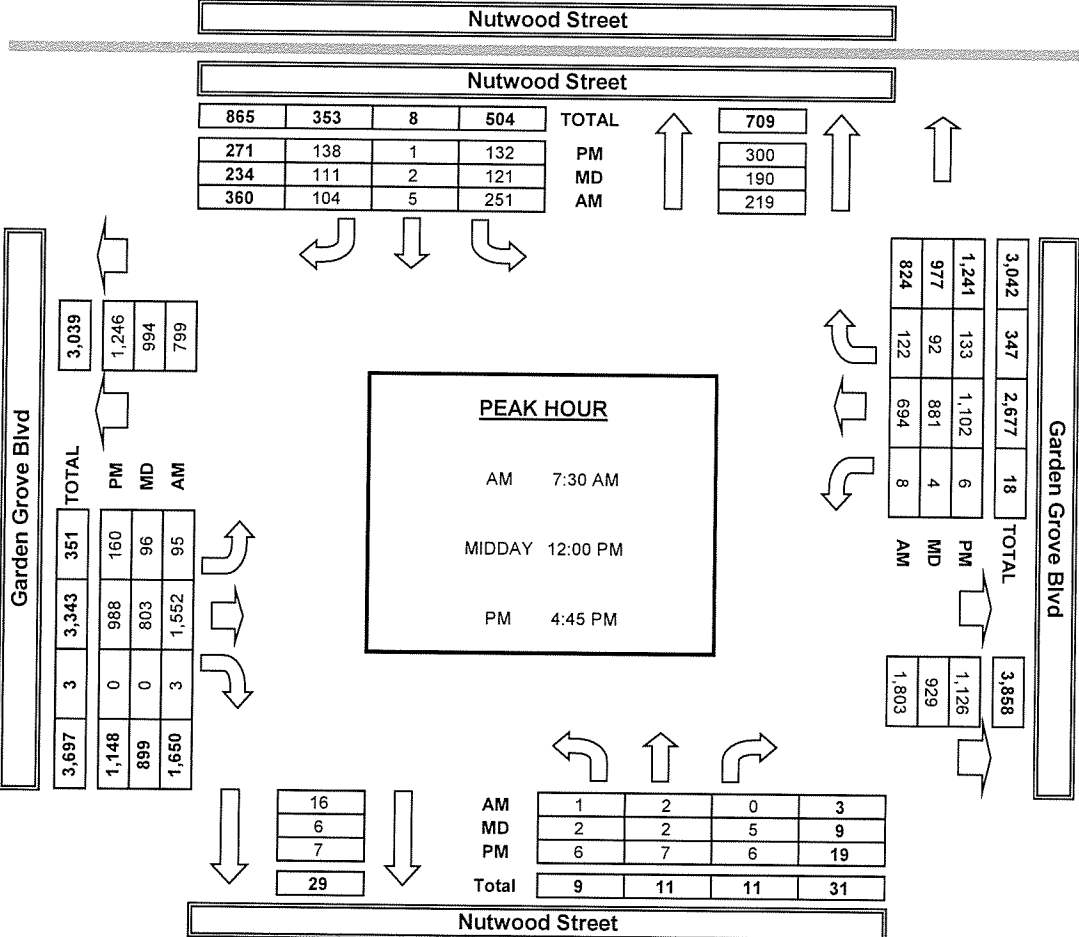 Nutwood Street
Nutwood Street
865 353 8 504 TOTAL 709
271 138 1 132 PM 300
234 111 2 121 MD 190
360 104 5 251 AM 219
Garden Grove Blvd
3,039
1,246 994 799
TOTAL PM MD AM
351 160 96 95
3,343 988 803 1,552
3 0 0 3
3,697 1,148 899 1,650
PEAK HOUR
AM 7:30 AM
MIDDAY 12:00 PM
PM 4:45 PM
3,042 347 2,677 18 TOTAL
1,241 133 1,102 6 PM
977 92 881 4 MD
824 122 694 8 AM
3,858
1,126
929
1,803
Garden Grove Blvd
16 AM 1 2 0 3
6 MD 2 2 5 9
7 PM 6 7 6 19
29 Total 9 11 11 31
Nutwood Street